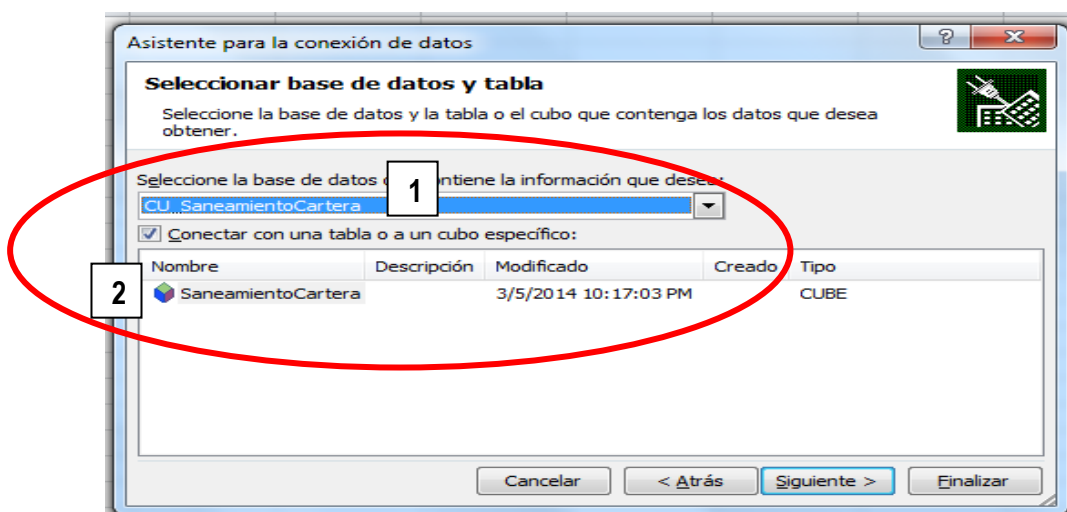 Asistente para la conexión de datos
?
Seleccionar base de datos y tabla
Seleccione la base de datos y la tabla o el cubo que contenga los datos que desea
obtener.
Seleccione la base de datos ontiene la información que desea:
1
CU_SaneamientoCartera
Conectar con una tabla o a un cubo específico:
Nombre Descripción Modificado Creado Tipo
2 SaneamientoCartera 3/5/2014 10:17:03 PM CUBE
Cancelar < Atrás Siguiente > Finalizar